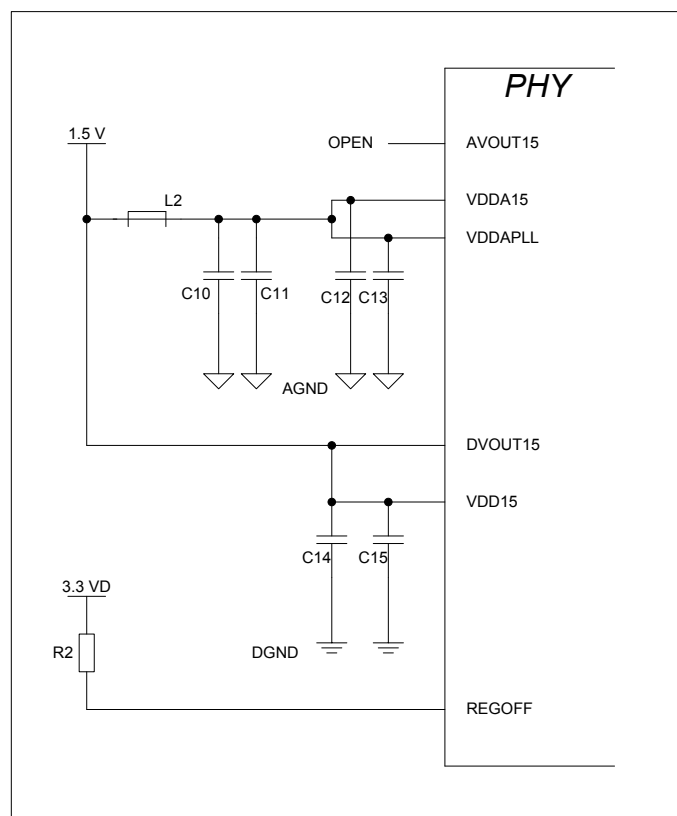 PHY
1.5 V
OPEN
AVOUT15
L2
VDDA15
VDDAPLL
C10
C11
C12
C13
AGND
DVOUT15
VDD15
C14
C15
3.3 VD
R2
DGND
REGOFF